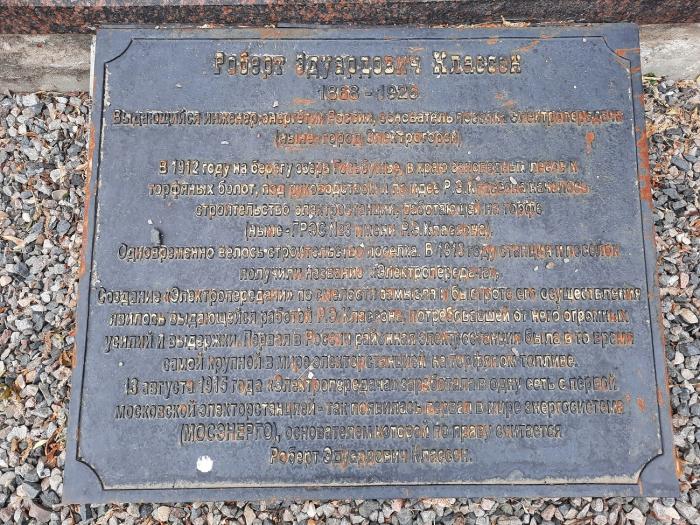 Роберт Эдуардович Классон
1868 - 1926
Выдающийся инженер-энергетик России, основатель посёлка Электропередача
(ныне город Электрогорск)
В 1912 году на берегу озера Госьбужье, в краю заповедных лесов и
торфяных болот, под руководством и по идее Р.Э.Классона началось
строительство электростанции, работающей на торфе
(ныне - ГРЭС №3 имени Р.Э.Классона).
Одновременно велось строительство посёлка. В 1913 году станция и посёлок
получили название «Электропередача».
Создание «Электропередачи» по смелости замысла и быстроте его осуществления
явилось выдающейся работой Р.Э.Классона, потребовавшей от него огромных
усилий и выдержки. Первая в России районная электростанция была в то время
самой крупной в мире электорстанцией на торфяном топливе.
13 августа 1915 года «Электропередача» заработала в одну сеть с первой
московской электорстанцией - так появилась первая в мире энергосистема
(МОСЭНЕРГО), основателем которой по праву считается
Роберт Эдуардович Классон.